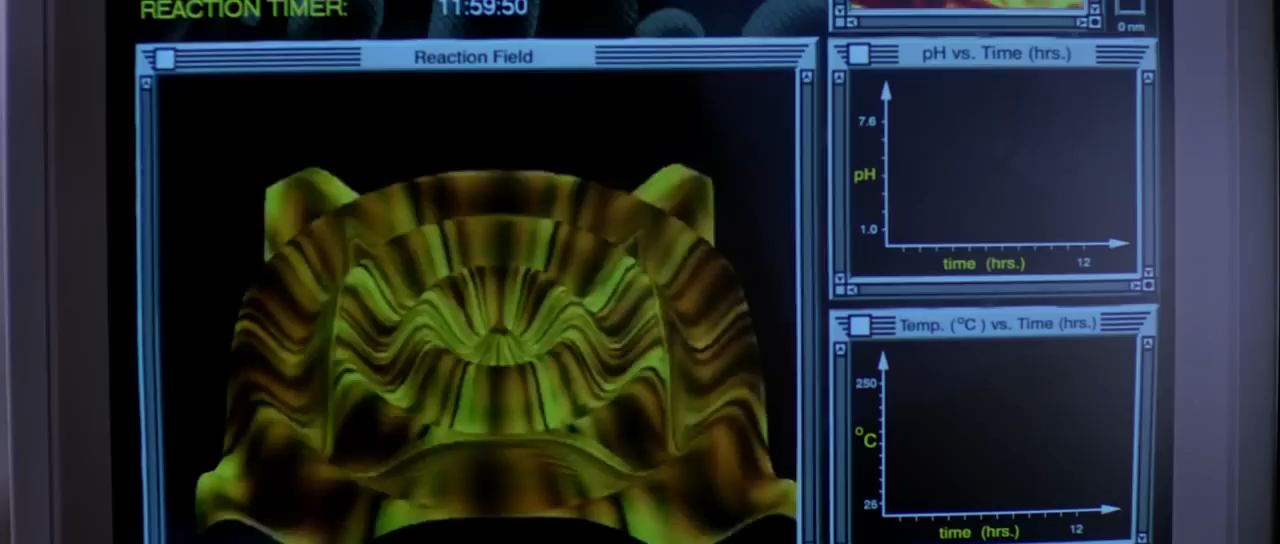 REACTION TIMER: 11:59:50
0 nm
Reaction Field
pH vs. Time (hrs.)
7.6
pH
1.0
time (hrs.)
12
Temp. (°C) vs. Time (hrs.)
250
°C
26
time (hrs.)
12